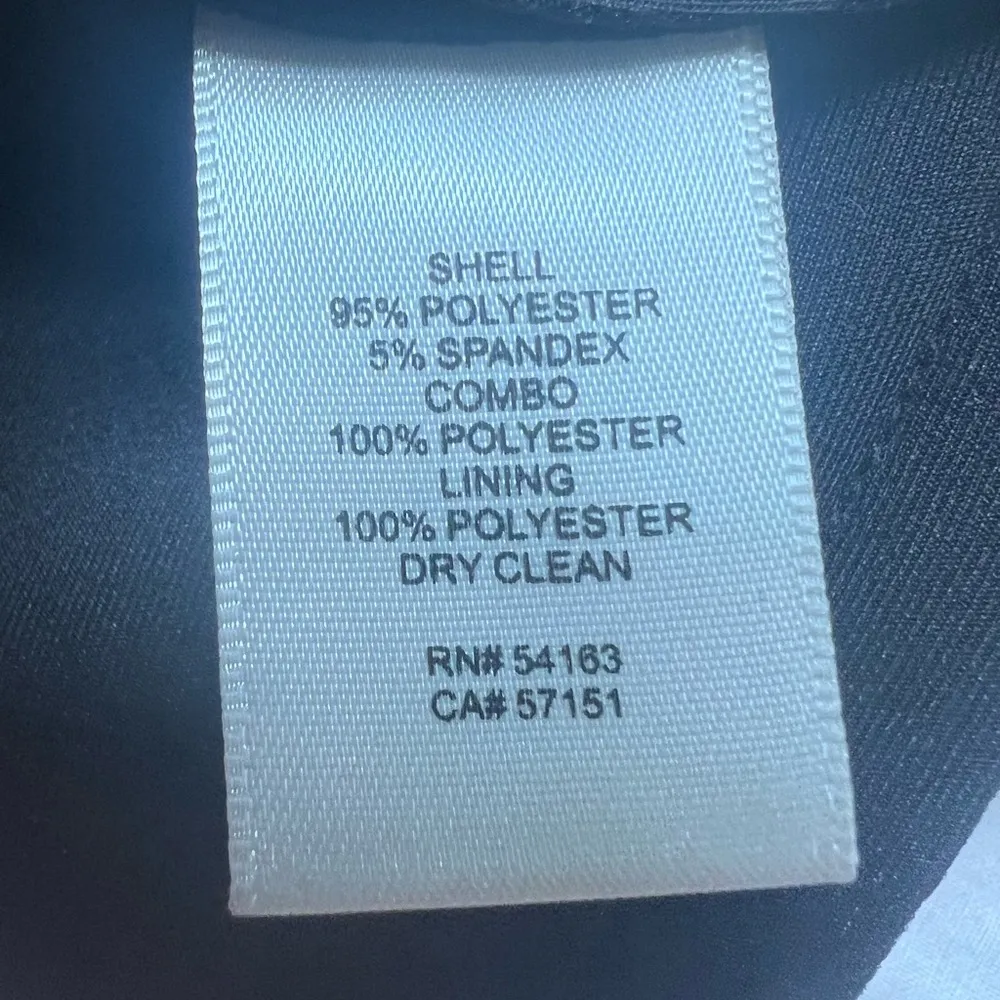 SHELL
95% POLYESTER
5% SPANDEX
COMBO
100% POLYESTER
LINING
100% POLYESTER
DRY CLEAN
RN# 54163
CA# 57151